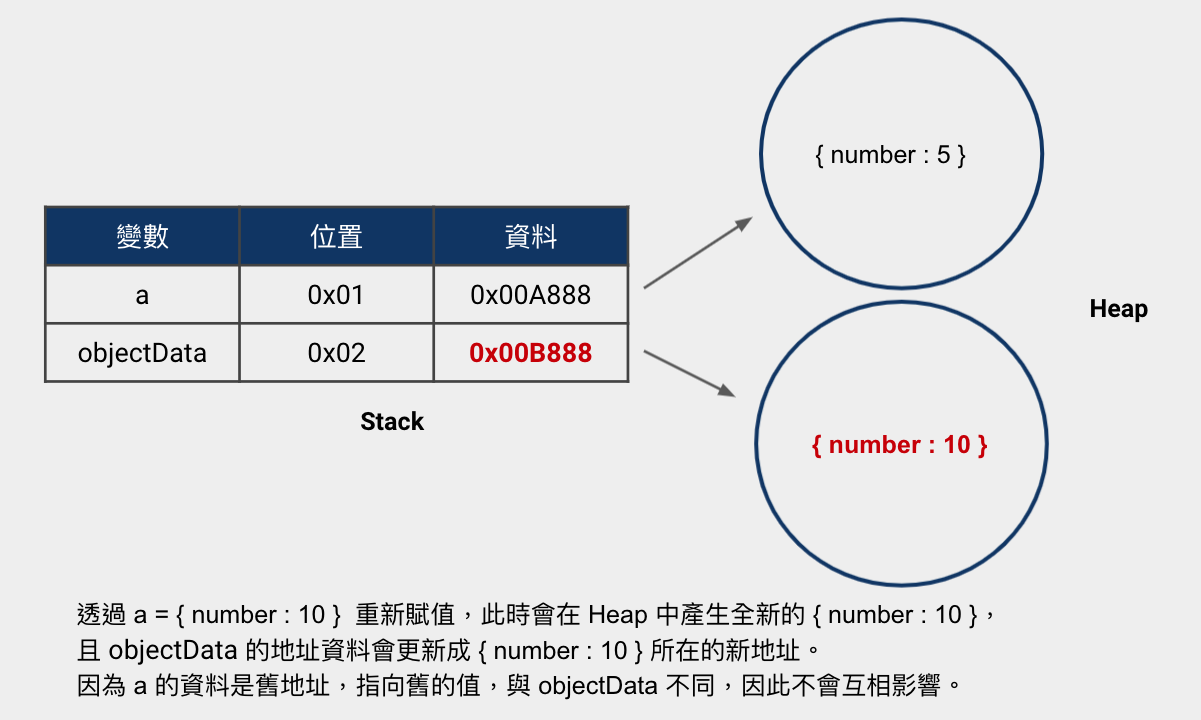 { number : 5 }
變數 位置 資料
a 0x01 0x00A888
objectData 0x02 0x00B888
Heap
Stack
{ number : 10 }
透過 a = { number : 10 } 重新賦值，此時會在 Heap 中產生全新的 { number : 10 }，
且 objectData 的地址資料會更新成 { number : 10 } 所在的新地址。
因為 a 的資料是舊地址，指向舊的值，與 objectData 不同，因此不會互相影響。